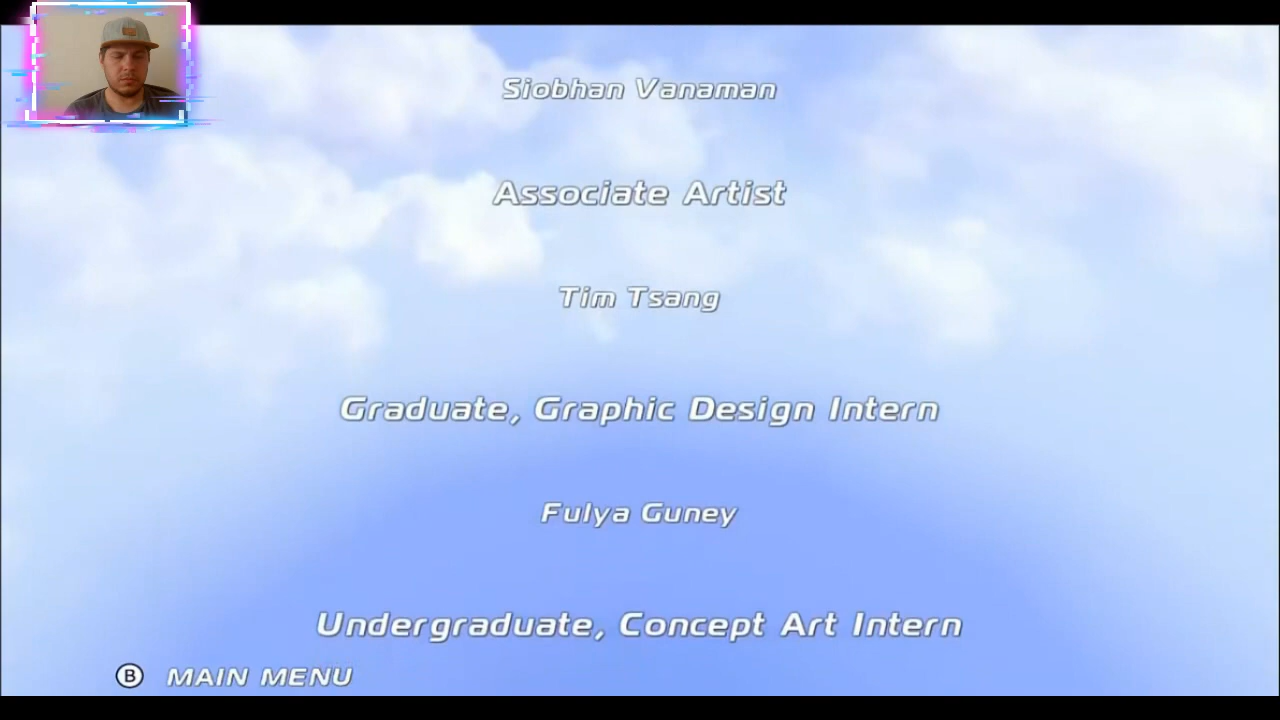 Siobhan Vanaman
Associate Artist
Tim Tsang
Graduate, Graphic Design Intern
Fulya Guney
Undergraduate, Concept Art Intern
B MAIN MENU